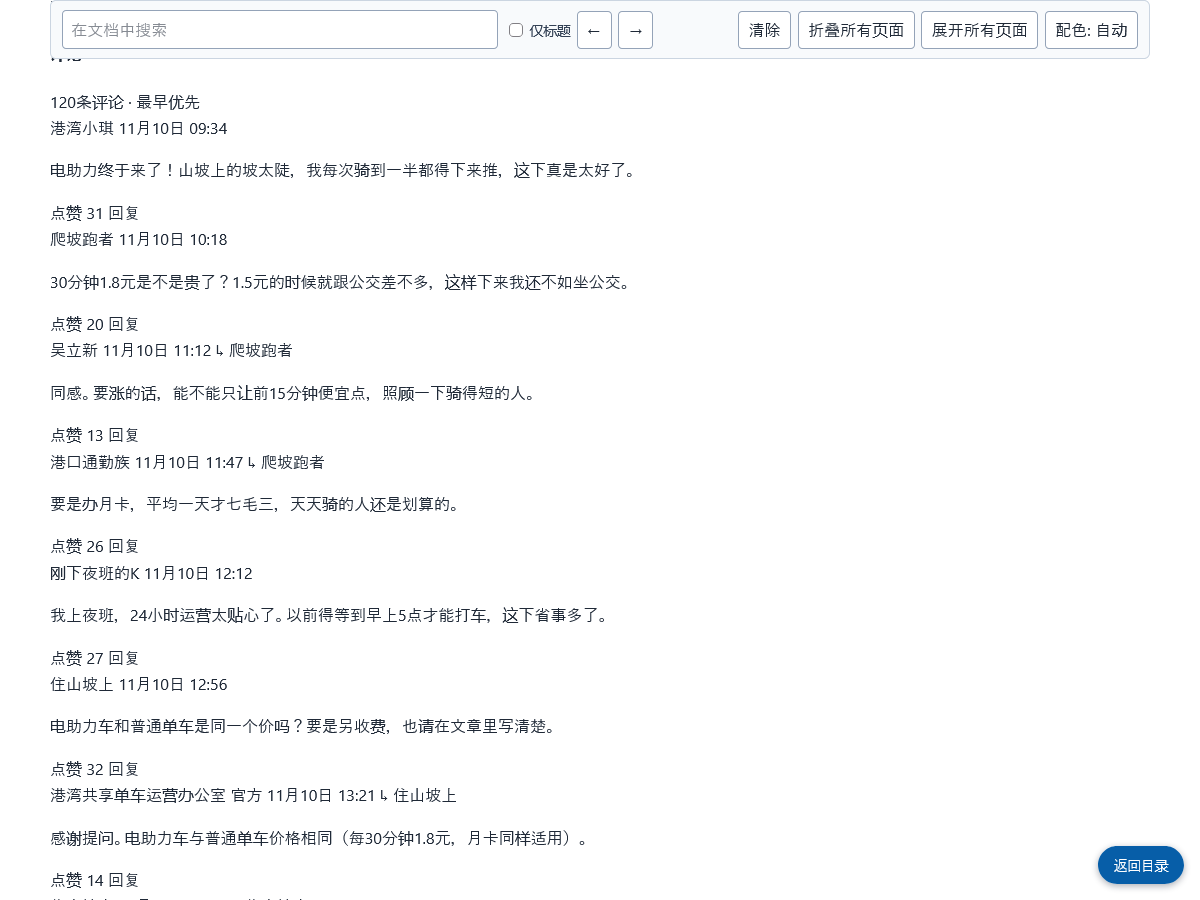 在文档中搜索
仅标题
←
→
清除
折叠所有页面
展开所有页面
配色: 自动
120条评论 · 最早优先
港湾小琪 11月10日 09:34
电助力终于来了！山坡上的坡太陡，我每次骑到一半都得下来推，这下真是太好了。
点赞 31 回复
爬坡跑者 11月10日 10:18
30分钟1.8元是不是贵了？1.5元的时候就跟公交差不多，这样下来我还不如坐公交。
点赞 20 回复
吴立新 11月10日 11:12 ↳ 爬坡跑者
同感。要涨的话，能不能只让前15分钟便宜点，照顾一下骑得短的人。
点赞 13 回复
港口通勤族 11月10日 11:47 ↳ 爬坡跑者
要是办月卡，平均一天才七毛三，天天骑的人还是划算的。
点赞 26 回复
刚下夜班的K 11月10日 12:12
我上夜班，24小时运营太贴心了。以前得等到早上5点才能打车，这下省事多了。
点赞 27 回复
住山坡上 11月10日 12:56
电助力车和普通单车是同一个价吗？要是另收费，也请在文章里写清楚。
点赞 32 回复
港湾共享单车运营办公室 官方 11月10日 13:21 ↳ 住山坡上
感谢提问。电助力车与普通单车价格相同（每30分钟1.8元，月卡同样适用）。
点赞 14 回复
返回目录